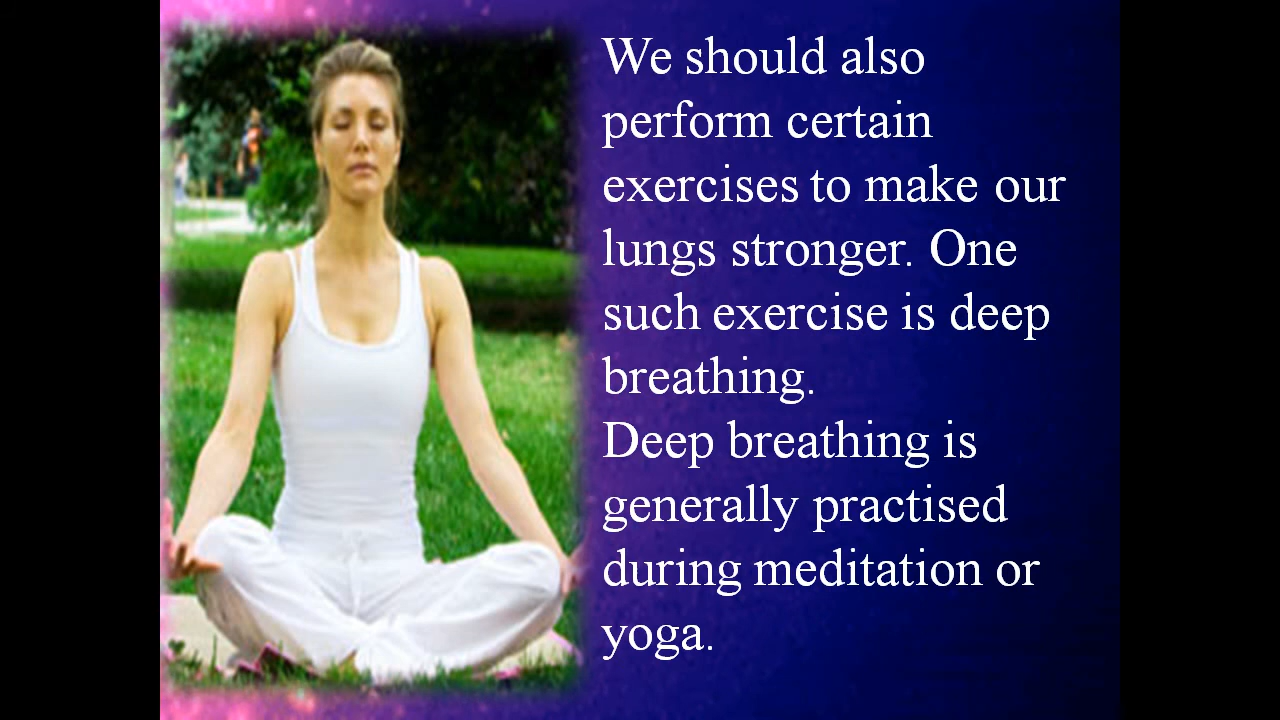 We should also
perform certain
exercises to make our
lungs stronger. One
such exercise is deep
breathing.
Deep breathing is
generally practised
during meditation or
yoga.